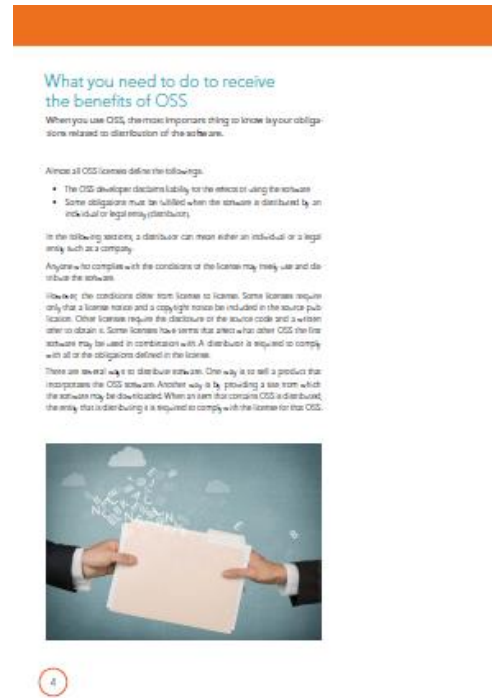 What you need to do to receive
the benefits of OSS
When you use OSS, the most important thing to know is your obliga-
tions related to distribution of the software.
Almost all OSS licenses define the followings.
• The OSS developer disclaims liability for the effects of using the software
• Some obligations must be fulfilled when the software is distributed by an
individual or legal entity (distribution).
In the following sections, a distributor can mean either an individual or a legal
entity such as a company.
Anyone who complies with the conditions of the license may freely use and dis-
tribute the software.
However, the conditions differ from license to license. Some licenses require
only that a license notice and a copyright notice be included in the source pub-
lication. Other licenses require the disclosure of the source code and a written
offer to obtain it. Some licenses have terms that affect what other OSS the first
software may be used in combination with. A distributor is required to comply
with all of the obligations defined in the license.
There are several ways to distribute software. One way is to sell a product that
incorporates the OSS software. Another way is by providing a site from which
the software may be downloaded. When an item that contains OSS is distributed,
the entity that is distributing it is required to comply with the license for that OSS.
4